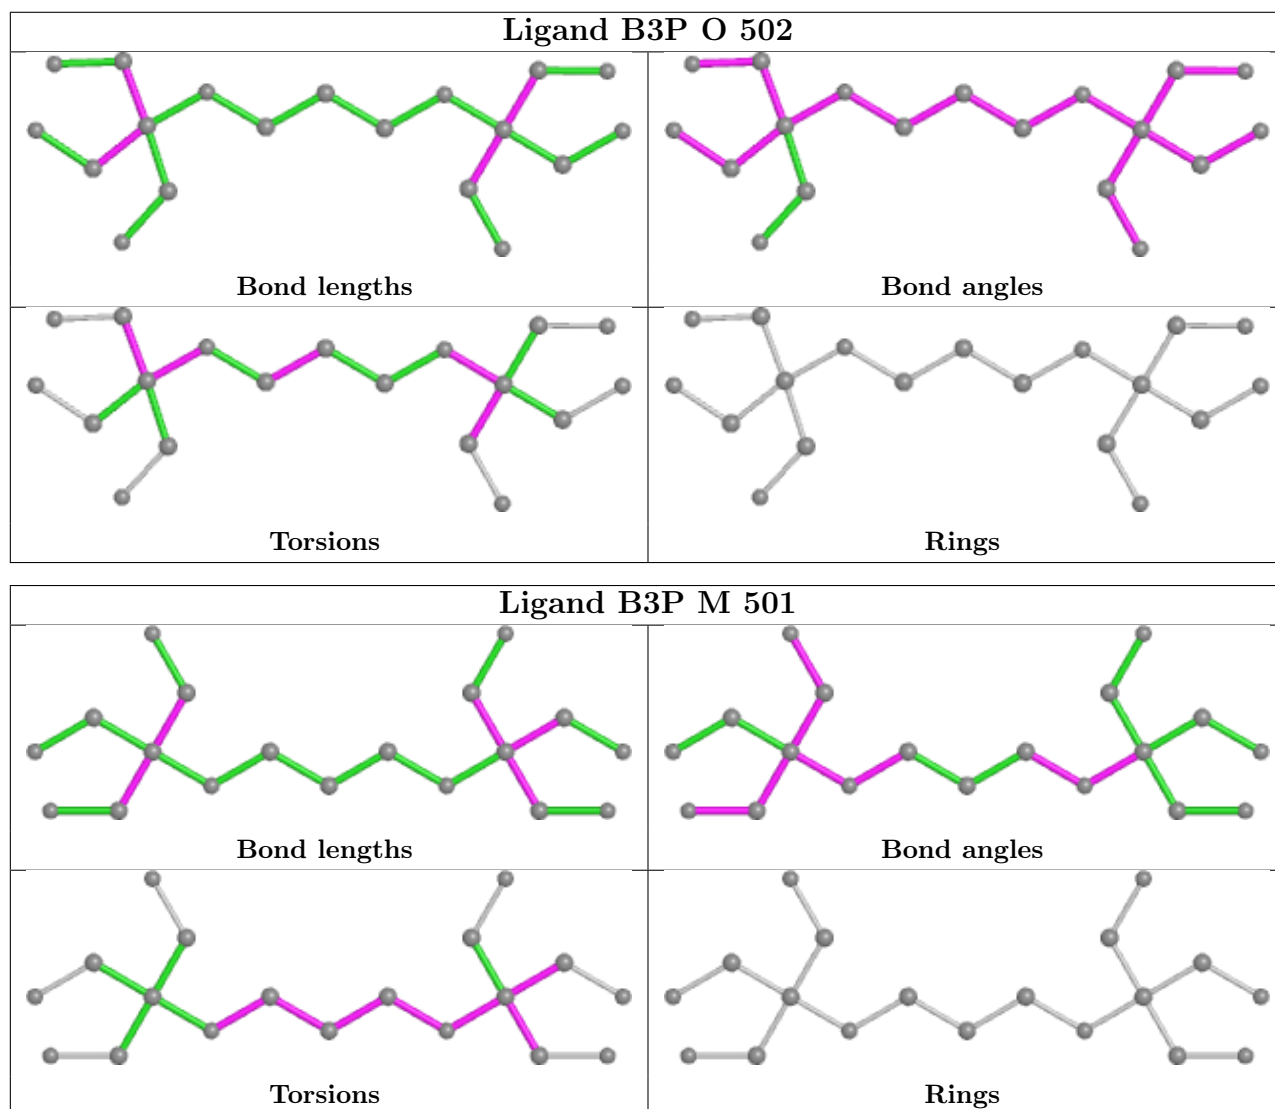 Ligand B3P O 502
Bond lengths
Bond angles
Torsions
Rings
Ligand B3P M 501
Bond lengths
Bond angles
Torsions
Rings